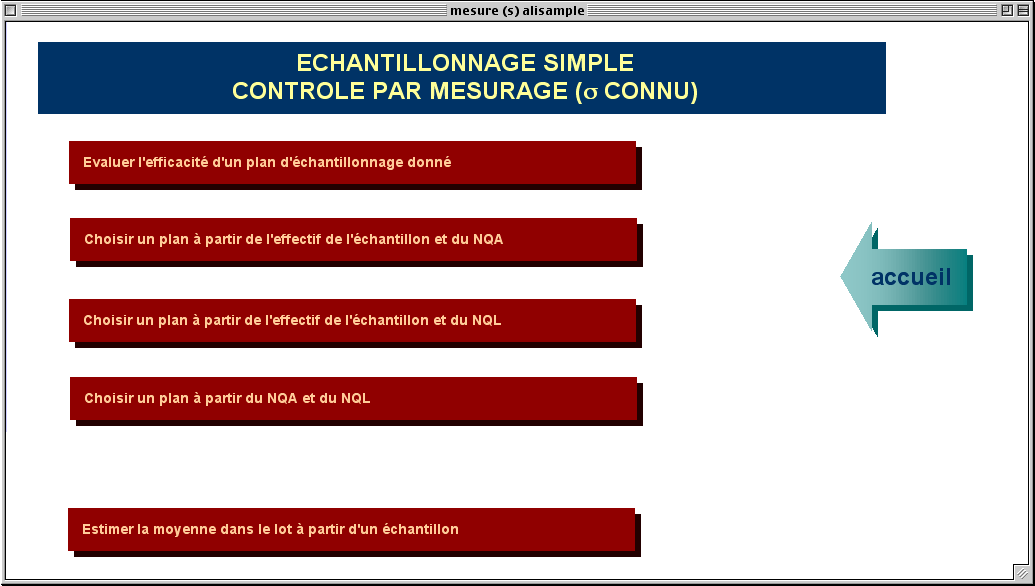 mesure (s) alisample
ECHANTILLONNAGE SIMPLE
CONTROLE PAR MESURAGE (σ CONNU)
Evaluer l'efficacité d'un plan d'échantillonnage donné
Choisir un plan à partir de l'effectif de l'échantillon et du NQA
accueil
Choisir un plan à partir de l'effectif de l'échantillon et du NQL
Choisir un plan à partir du NQA et du NQL
Estimer la moyenne dans le lot à partir d'un échantillon